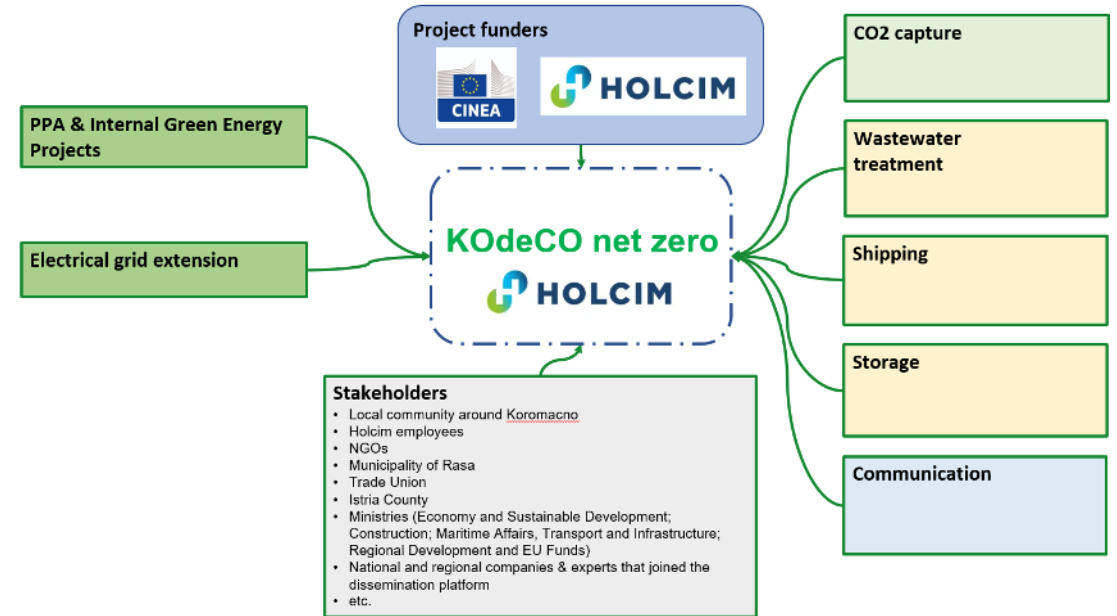 Project funders
CINEA
HOLCIM
PPA & Internal Green Energy
Projects
Electrical grid extension
KOdeCO net zero
HOLCIM
Stakeholders
• Local community around Koromacno
• Holcim employees
• NGOs
• Municipality of Rasa
• Trade Union
• Istria County
• Ministries (Economy and Sustainable Development;
Construction; Maritime Affairs, Transport and Infrastructure;
Regional Development and EU Funds)
• National and regional companies & experts that joined the
dissemination platform
• etc.
CO2 capture
Wastewater
treatment
Shipping
Storage
Communication